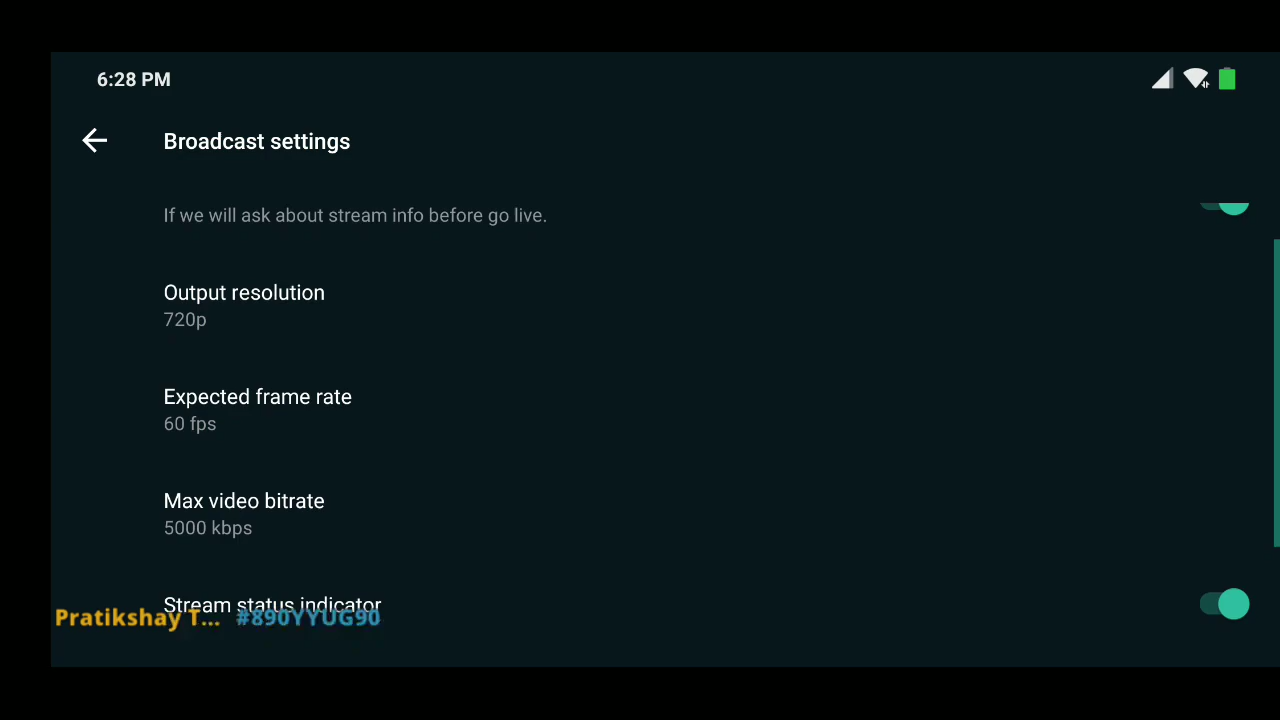 6:28 PM
Broadcast settings
If we will ask about stream info before go live.
Output resolution
720p
Expected frame rate
60 fps
Max video bitrate
5000 kbps
Stream status indicator
Pratikshay T... #890YYUG90